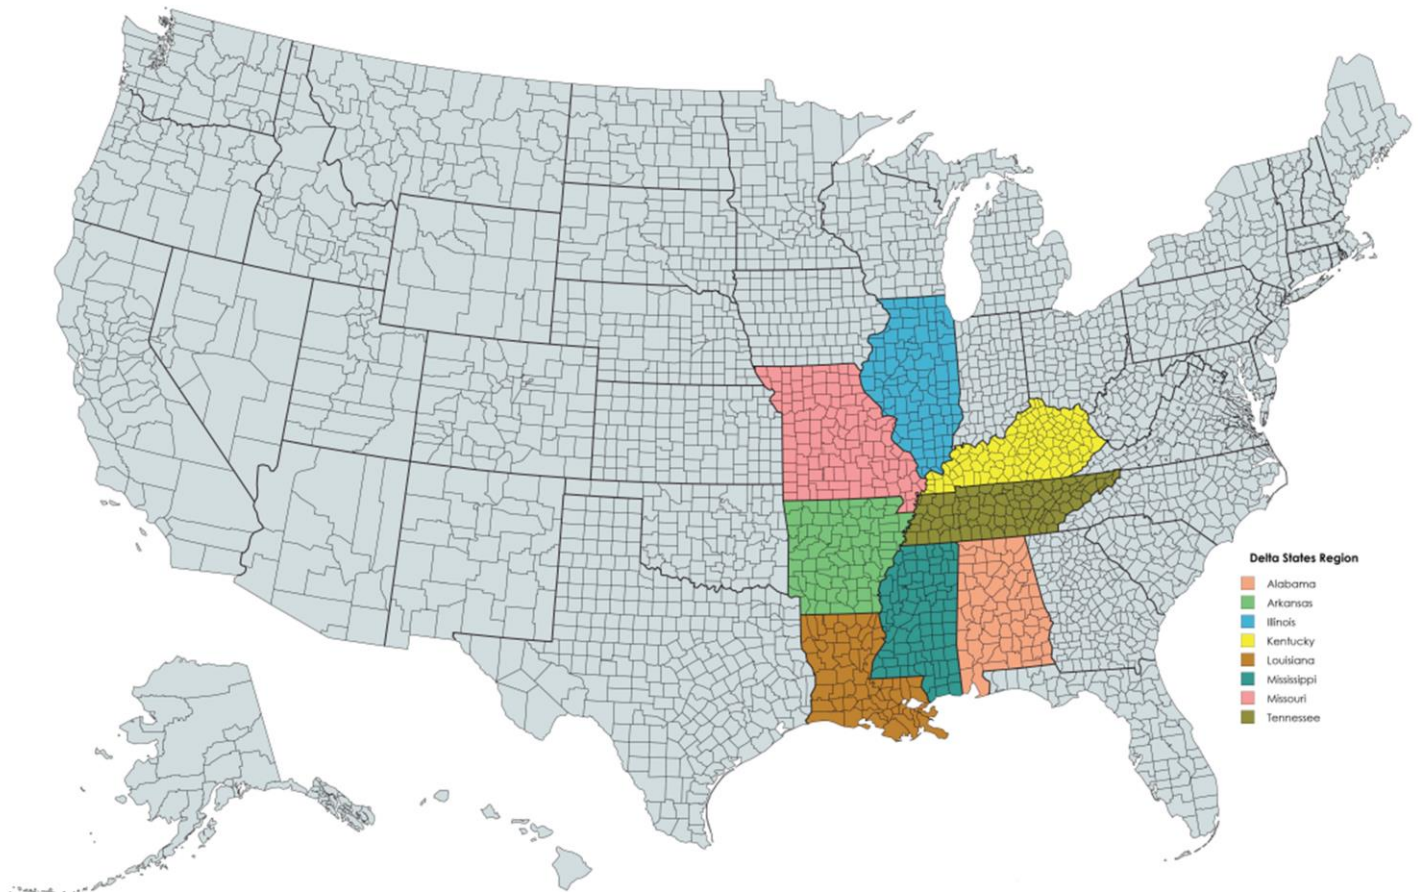 Delta States Region
Alabama
Arkansas
Illinois
Kentucky
Louisiana
Mississippi
Missouri
Tennessee